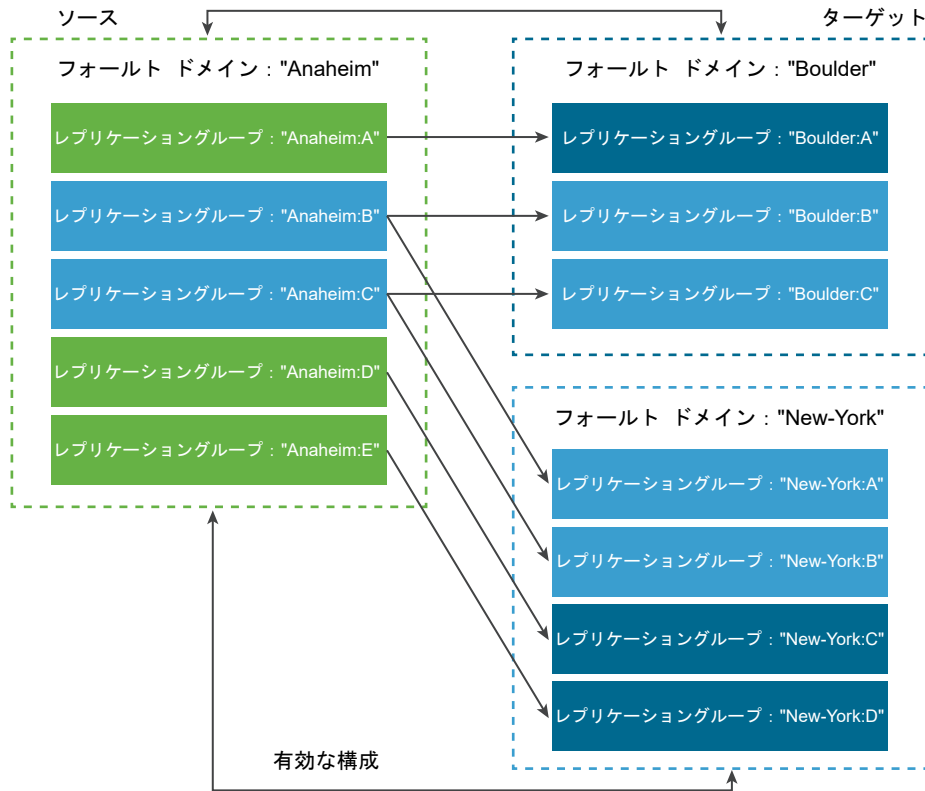 ソース
ターゲット
フォールト ドメイン："Anaheim"
レプリケーショングループ："Anaheim:A"
レプリケーショングループ："Anaheim:B"
レプリケーショングループ："Anaheim:C"
レプリケーショングループ："Anaheim:D"
レプリケーショングループ："Anaheim:E"
フォールト ドメイン："Boulder"
レプリケーショングループ："Boulder:A"
レプリケーショングループ："Boulder:B"
レプリケーショングループ："Boulder:C"
フォールト ドメイン："New-York"
レプリケーショングループ："New-York:A"
レプリケーショングループ："New-York:B"
レプリケーショングループ："New-York:C"
レプリケーショングループ："New-York:D"
有効な構成